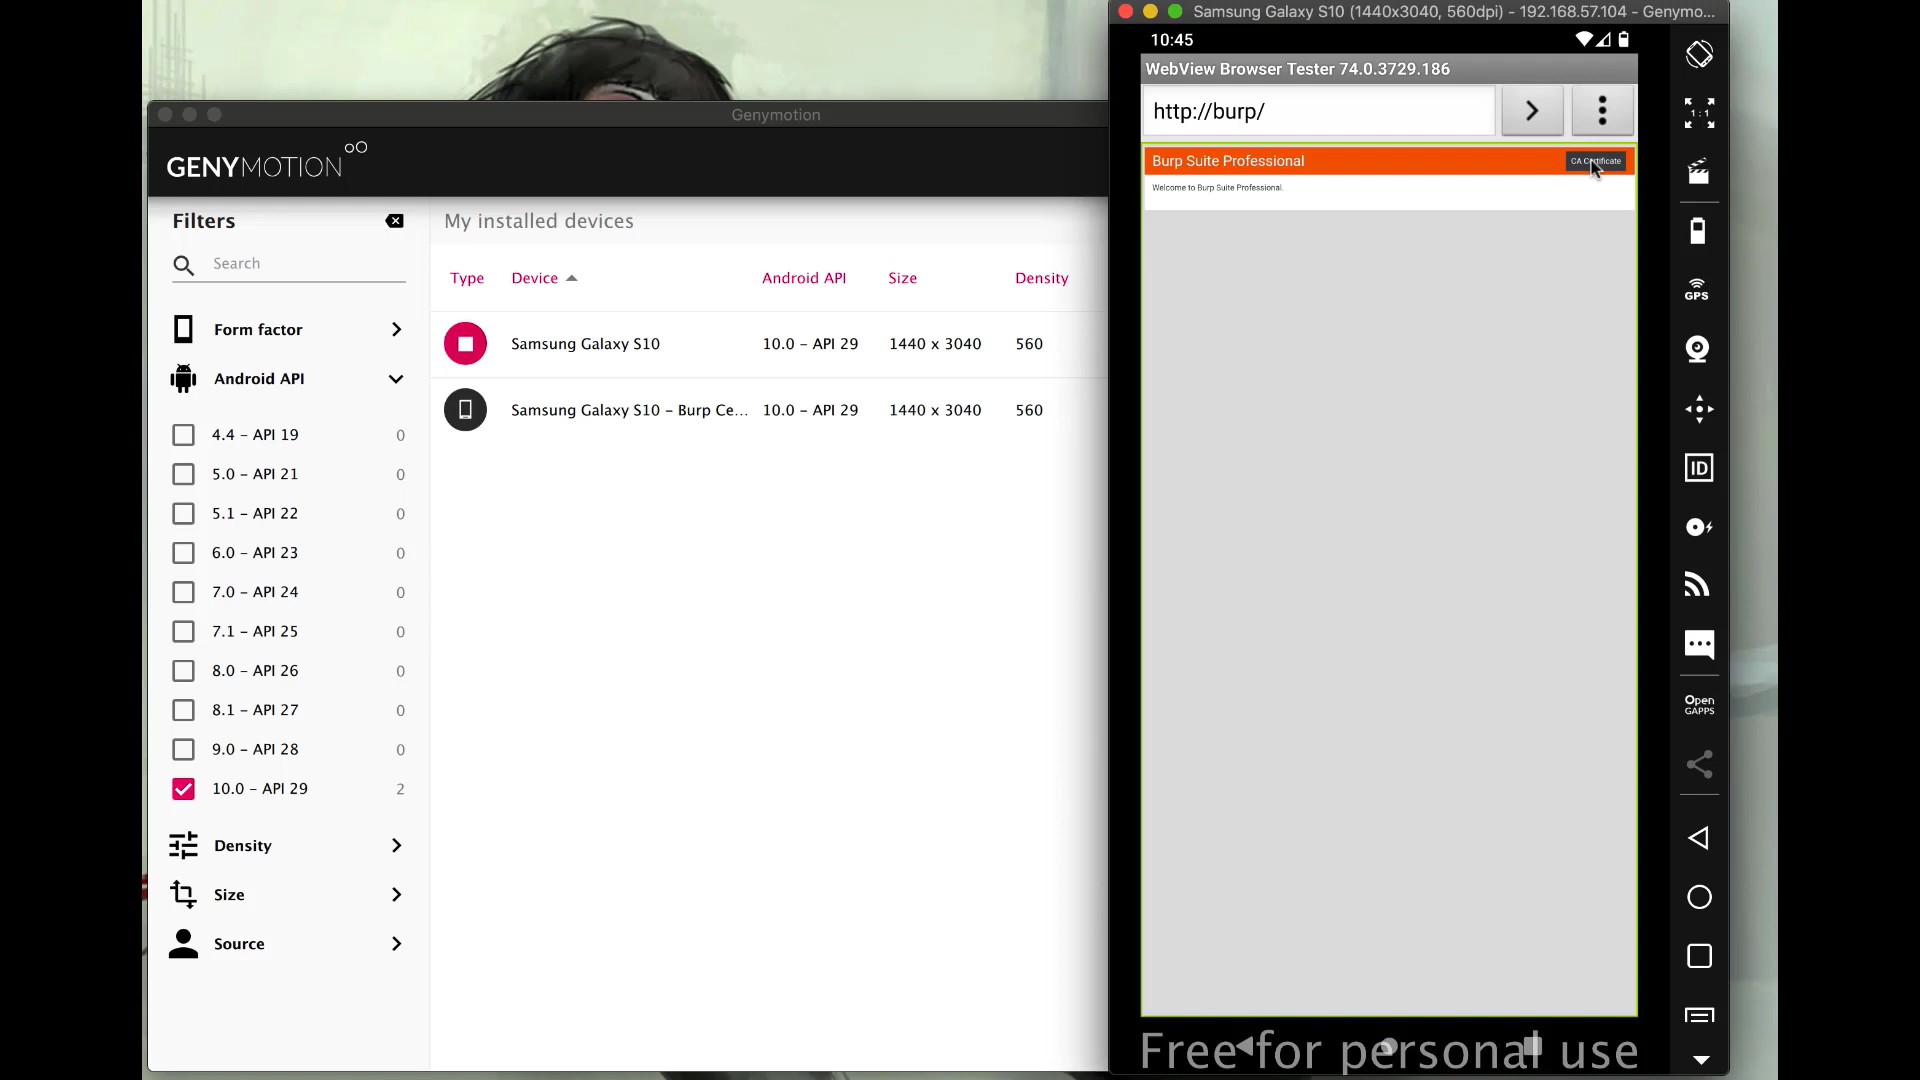 Samsung Galaxy S10 (1440x3040, 560dpi) - 192.168.57.104 - Genymo...
10:45
WebView Browser Tester 74.0.3729.186
http://burp/
1:1
Burp Suite Professional
CA Certificate
Welcome to Burp Suite Professional.
GPS
ID
Open
GAPPS
Free for personal use
Genymotion
GENYMOTION
Filters
Search
Form factor
Android API
4.4 – API 19 0
5.0 – API 21 0
5.1 – API 22 0
6.0 – API 23 0
7.0 – API 24 0
7.1 – API 25 0
8.0 – API 26 0
8.1 – API 27 0
9.0 – API 28 0
10.0 – API 29 2
Density
Size
Source
My installed devices
Type Device Android API Size Density
Samsung Galaxy S10 10.0 – API 29 1440 x 3040 560
Samsung Galaxy S10 – Burp Ce... 10.0 – API 29 1440 x 3040 560